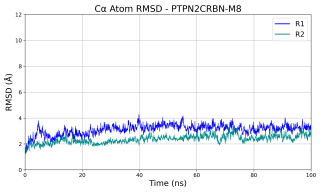 Cα Atom RMSD - PTPN2CRBN-M8
12
10
8
6
4
2
0
RMSD (Å)
R1
R2
0
20
40
60
80
100
Time (ns)